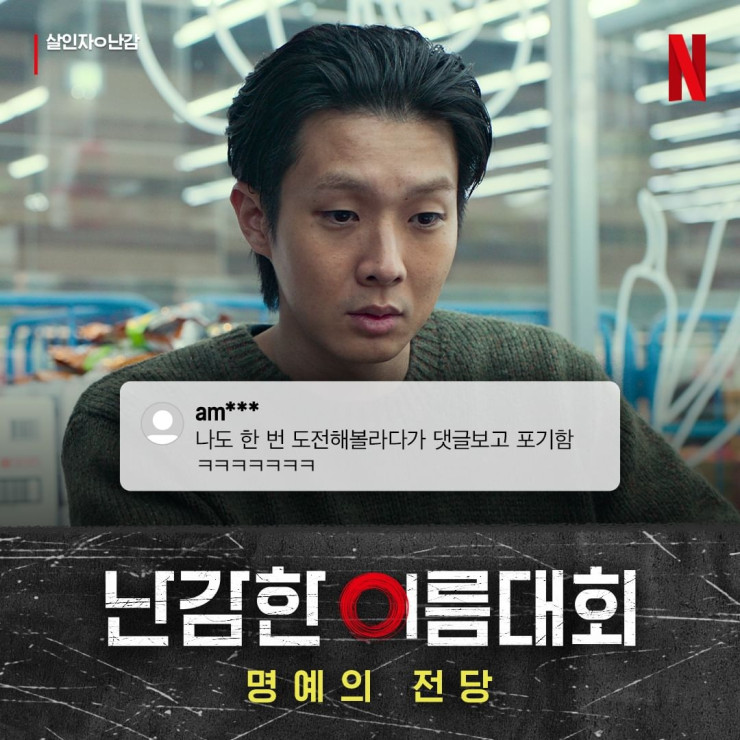 살인자ㅇ난감
N
am***
나도 한 번 도전해볼라다가 댓글보고 포기함
ㅋㅋㅋㅋㅋㅋㅋ
난감한 이름대회
명예의 전당